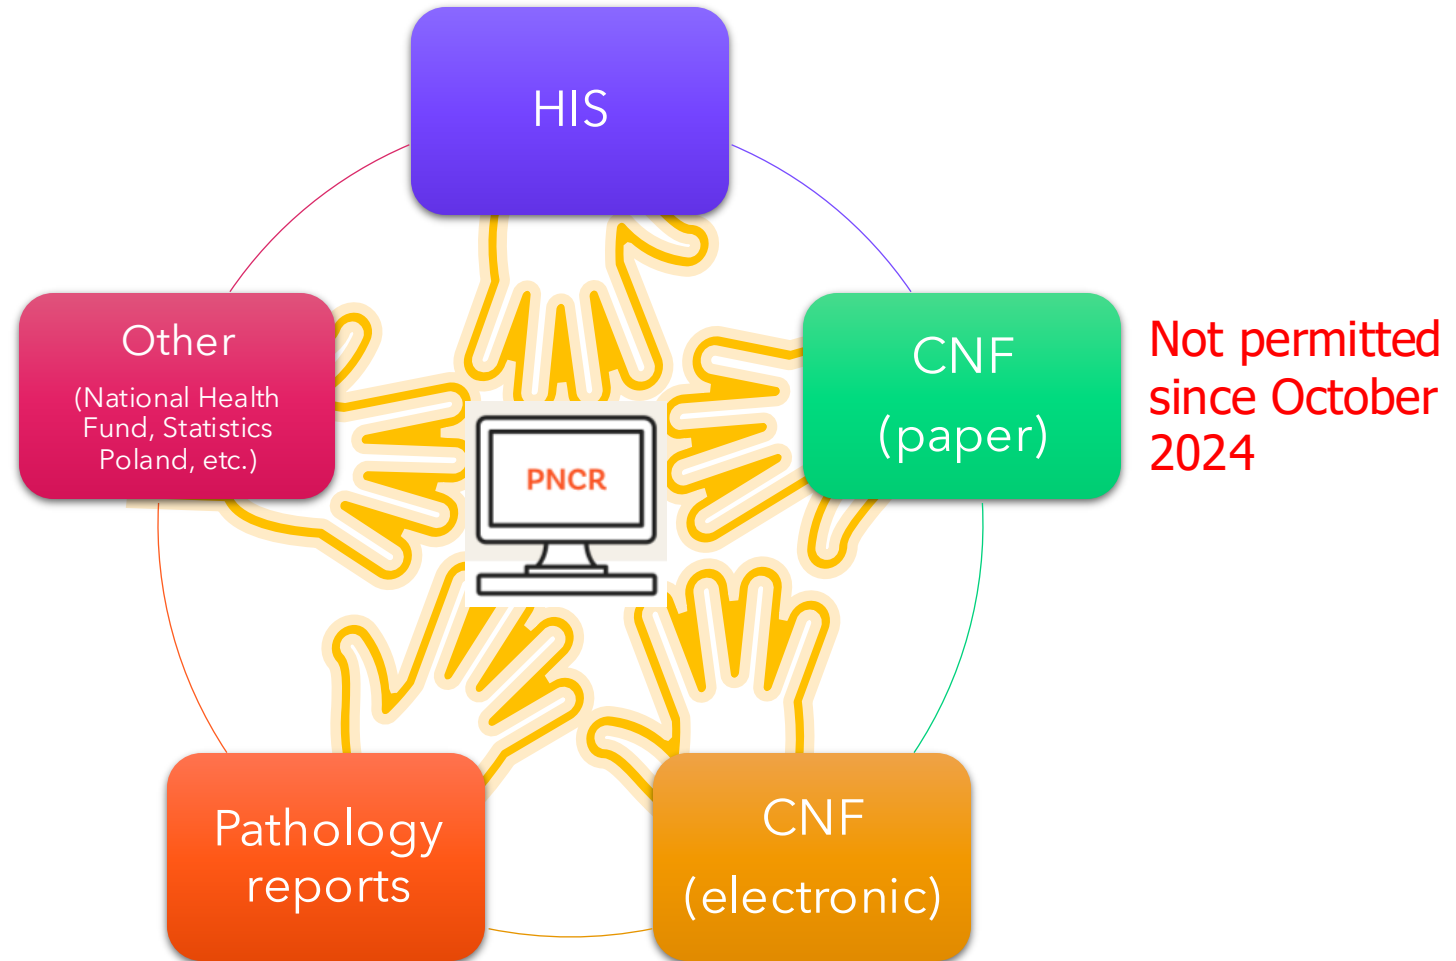 HIS
Other
(National Health
Fund, Statistics
Poland, etc.)
CNF
(paper)
Not permitted
since October
2024
PNCR
Pathology
reports
CNF
(electronic)